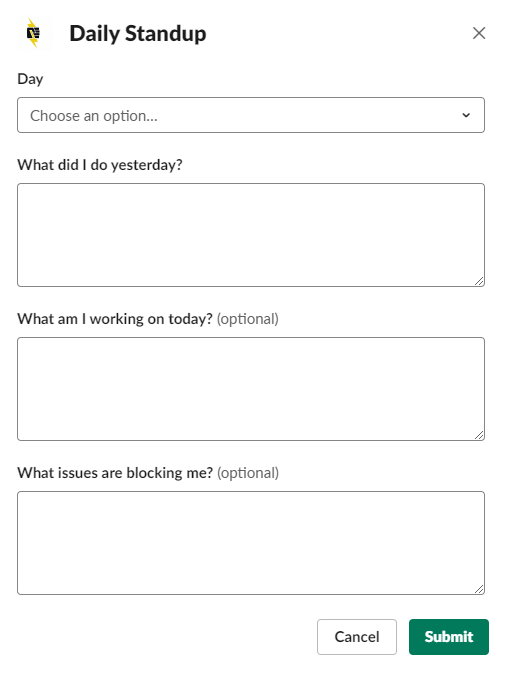 Daily Standup
Day
Choose an option...
What did I do yesterday?
What am I working on today? (optional)
What issues are blocking me? (optional)
Cancel Submit